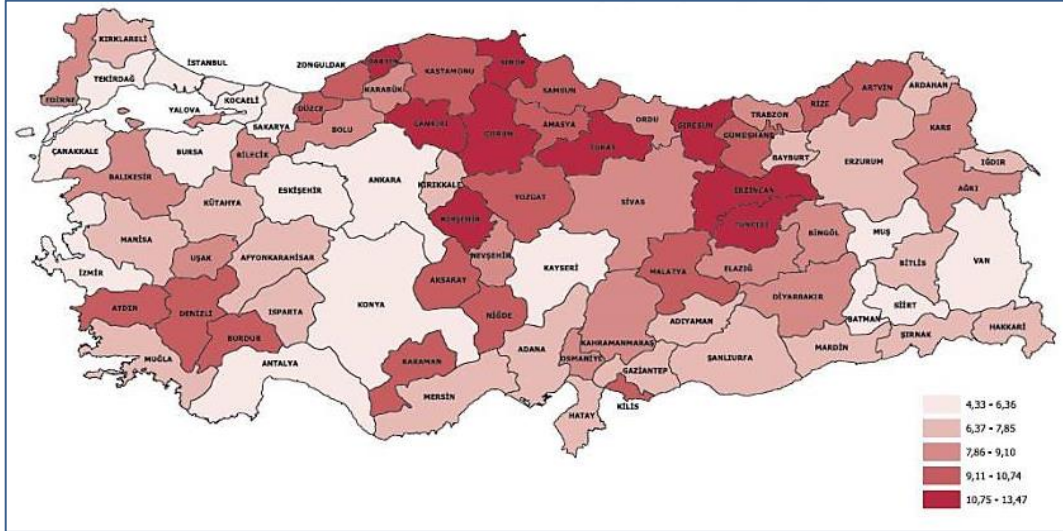 KIRKLARELİ
İSTANBUL
TEKİRDAĞ
EDİRNE
YALOVA
KOCAELİ
SAKARYA
ZONGULDAK
BARTIN
KASTAMONU
SİNOP
KARABÜK
DÜZCE
BOLU
ÇANKIRI
ÇORUM
SAMSUN
AMASYA
TOKAT
ORDU
GİRESUN
TRABZON
GÜMÜŞHANE
RİZE
ARTVİN
ARDAHAN
KARS
BAYBURT
ERZURUM
IĞDIR
AĞRI
ÇANAKKALE
BURSA
BİLECİK
BALIKESİR
ESKİŞEHİR
ANKARA
KIRIKKALE
KÜTAHYA
YOZGAT
SİVAS
ERZİNCAN
TUNCELİ
KIRŞEHİR
MANİSA
UŞAK
AFYONKARAHİSAR
NEVŞEHİR
KAYSERİ
MALATYA
ELAZIĞ
BİNGÖL
MUŞ
BİTLİS
VAN
İZMİR
KONYA
AKSARAY
NİĞDE
DİYARBAKIR
BATMAN
SİİRT
ŞIRNAK
HAKKARİ
AYDIN
DENİZLİ
ISPARTA
BURDUR
MUĞLA
ANTALYA
KARAMAN
MERSİN
ADANA
KAHRAMANMARAŞ
OSMANİYE
ADIYAMAN
GAZİANTEP
ŞANLIURFA
MARDİN
KİLİS
HATAY
4,33 - 6,36
6,37 - 7,85
7,86 - 9,10
9,11 - 10,74
10,75 - 13,47